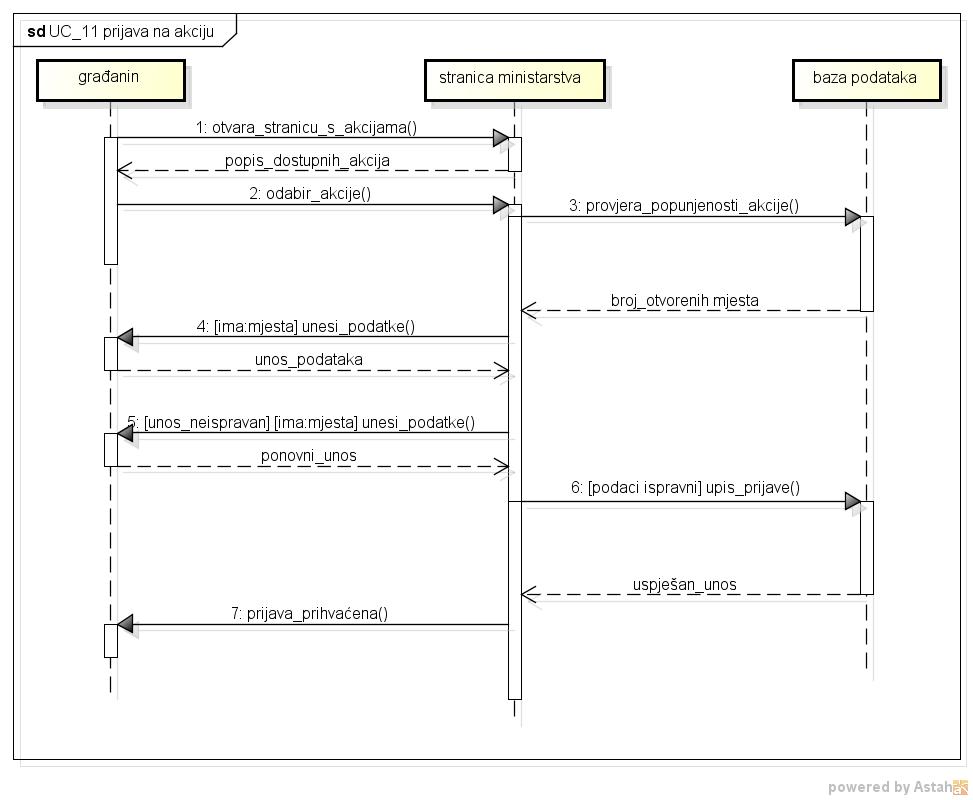 sd UC_11 prijava na akciju
građanin
stranica ministarstva
baza podataka
1: otvara_stranicu_s_akcijama()
popis_dostupnih_akcija
2: odabir_akcije()
3: provjera_popunjenosti_akcije()
broj_otvorenih mjesta
4: [ima:mjesta] unesi_podatke()
unos_podataka
5: [unos_neispravan] [ima:mjesta] unesi_podatke()
ponovni_unos
6: [podaci ispravni] upis_prijave()
uspješan_unos
7: prijava_prihvaćena()
powered by Astah